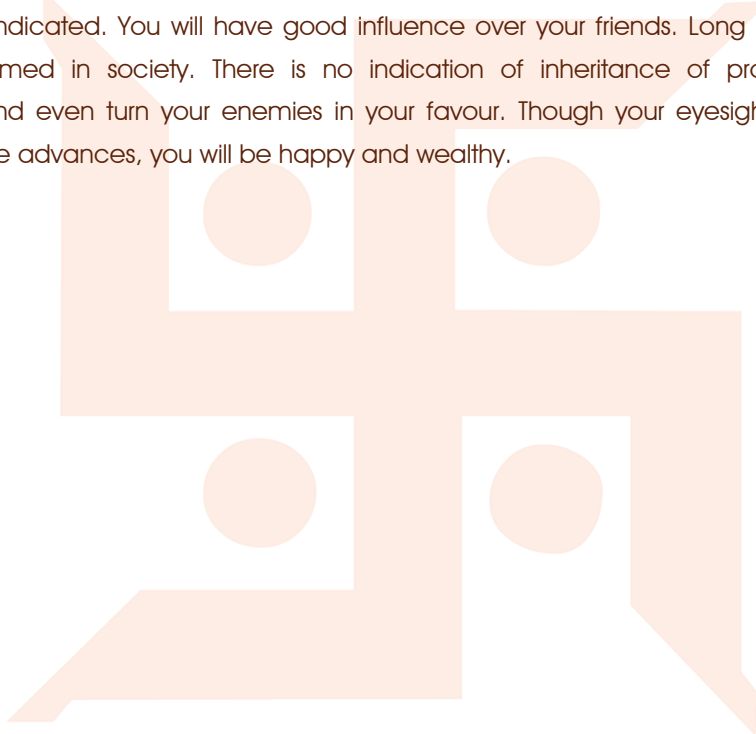 ndicated. You will have good influence over your friends. Long
med in society. There is no indication of inheritance of pro
nd even turn your enemies in your favour. Though your eyesigh
e advances, you will be happy and wealthy.